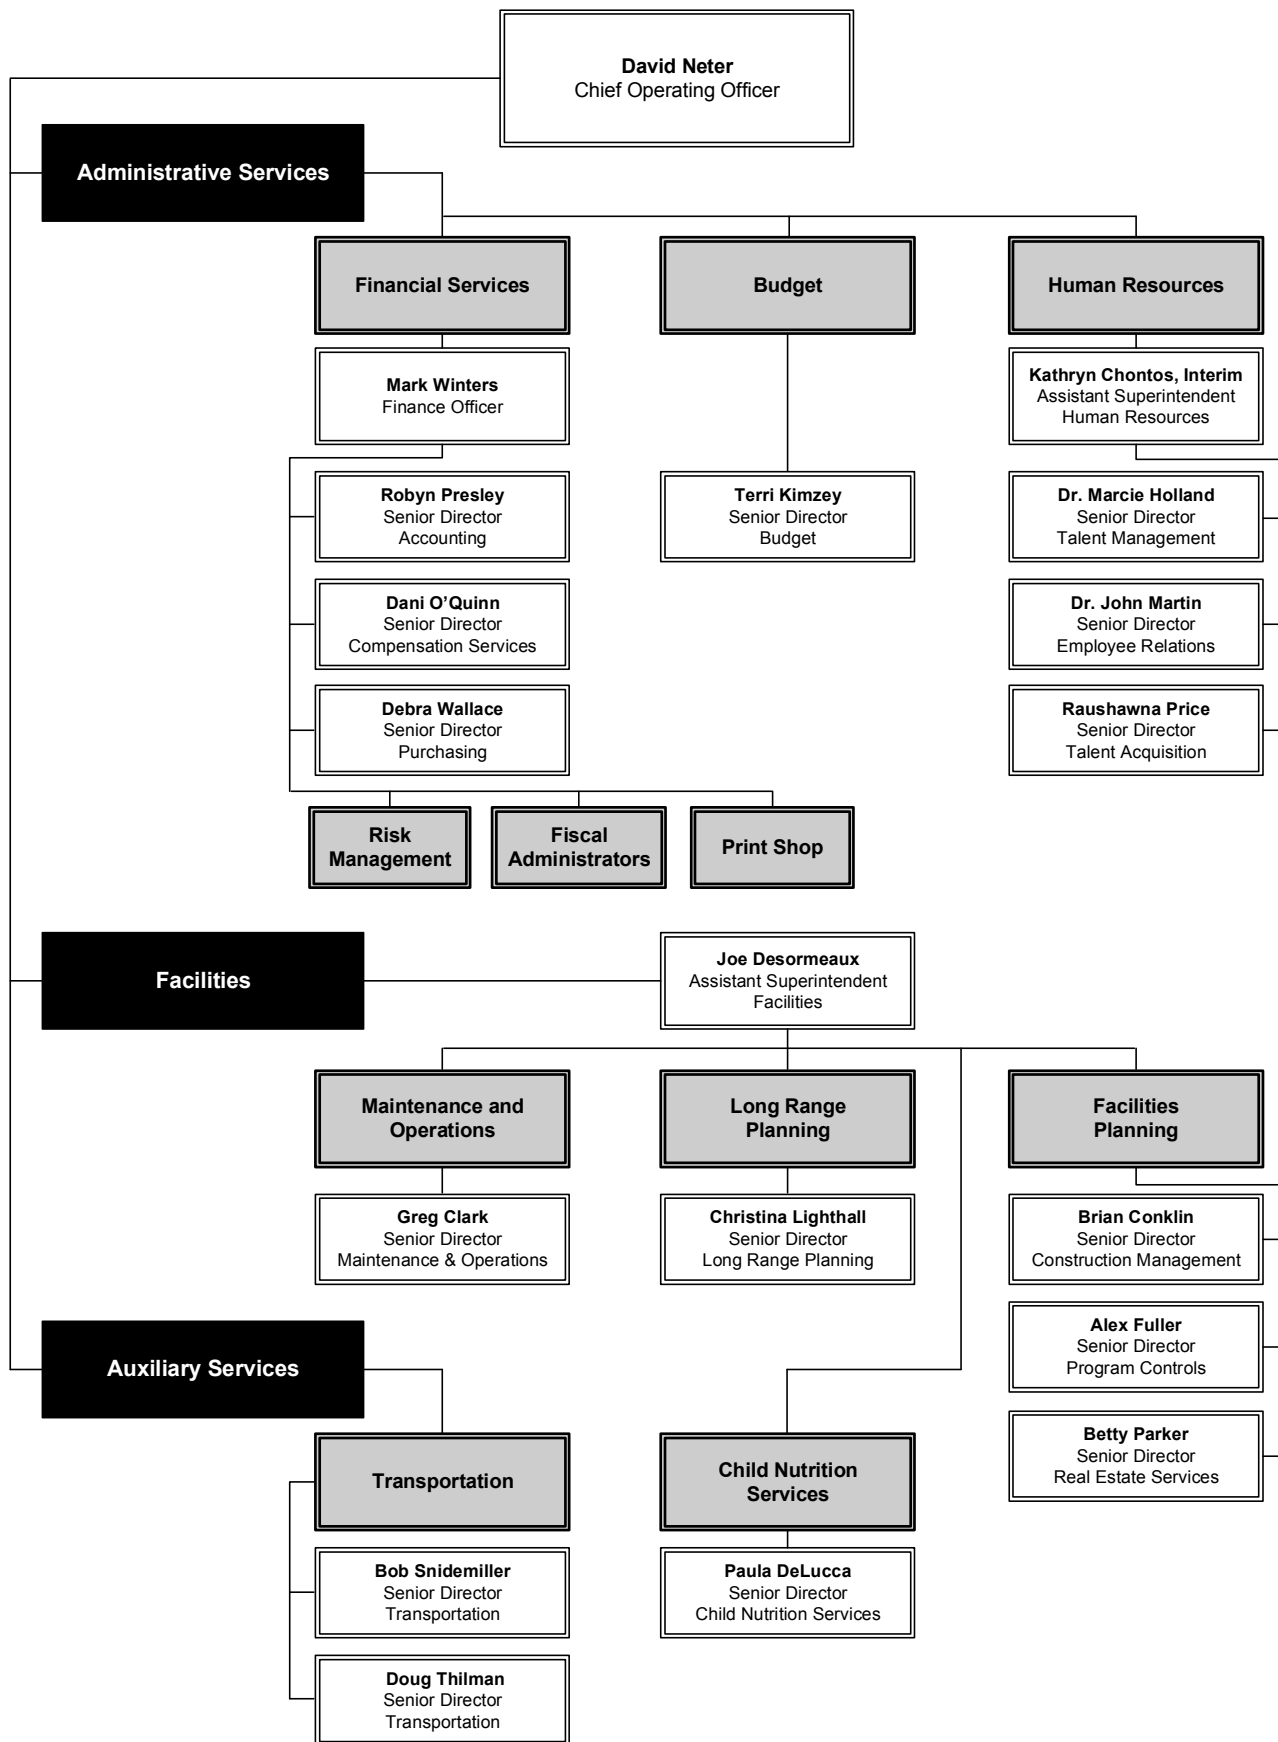 David Neter
Chief Operating Officer
Administrative Services
Financial Services
Budget
Human Resources
Mark Winters
Finance Officer
Kathryn Chontos, Interim
Assistant Superintendent
Human Resources
Robyn Presley
Senior Director
Accounting
Terri Kimzey
Senior Director
Budget
Dr. Marcie Holland
Senior Director
Talent Management
Dani O’Quinn
Senior Director
Compensation Services
Dr. John Martin
Senior Director
Employee Relations
Debra Wallace
Senior Director
Purchasing
Raushawna Price
Senior Director
Talent Acquisition
Risk
Management
Fiscal
Administrators
Print Shop
Facilities
Joe Desormeaux
Assistant Superintendent
Facilities
Maintenance and
Operations
Long Range
Planning
Facilities
Planning
Greg Clark
Senior Director
Maintenance & Operations
Christina Lighthall
Senior Director
Long Range Planning
Brian Conklin
Senior Director
Construction Management
Alex Fuller
Senior Director
Program Controls
Auxiliary Services
Betty Parker
Senior Director
Real Estate Services
Transportation
Child Nutrition
Services
Bob Snidemiller
Senior Director
Transportation
Paula DeLucca
Senior Director
Child Nutrition Services
Doug Thilman
Senior Director
Transportation